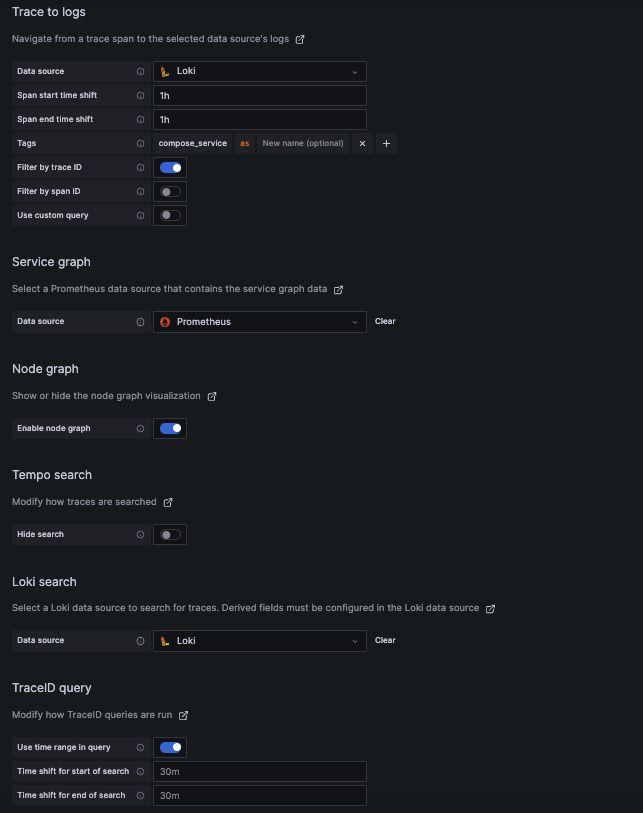 Trace to logs
Navigate from a trace span to the selected data source's logs
Data source Loki
Span start time shift 1h
Span end time shift 1h
Tags compose_service as New name (optional) × +
Filter by trace ID
Filter by span ID
Use custom query
Service graph
Select a Prometheus data source that contains the service graph data
Data source Prometheus Clear
Node graph
Show or hide the node graph visualization
Enable node graph
Tempo search
Modify how traces are searched
Hide search
Loki search
Select a Loki data source to search for traces. Derived fields must be configured in the Loki data source
Data source Loki Clear
TraceID query
Modify how TraceID queries are run
Use time range in query
Time shift for start of search 30m
Time shift for end of search 30m